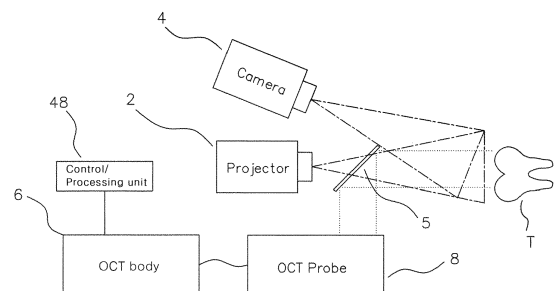 4
Camera
2
48
Projector
Control/
Processing unit
6
5
T
OCT body
OCT Probe
8